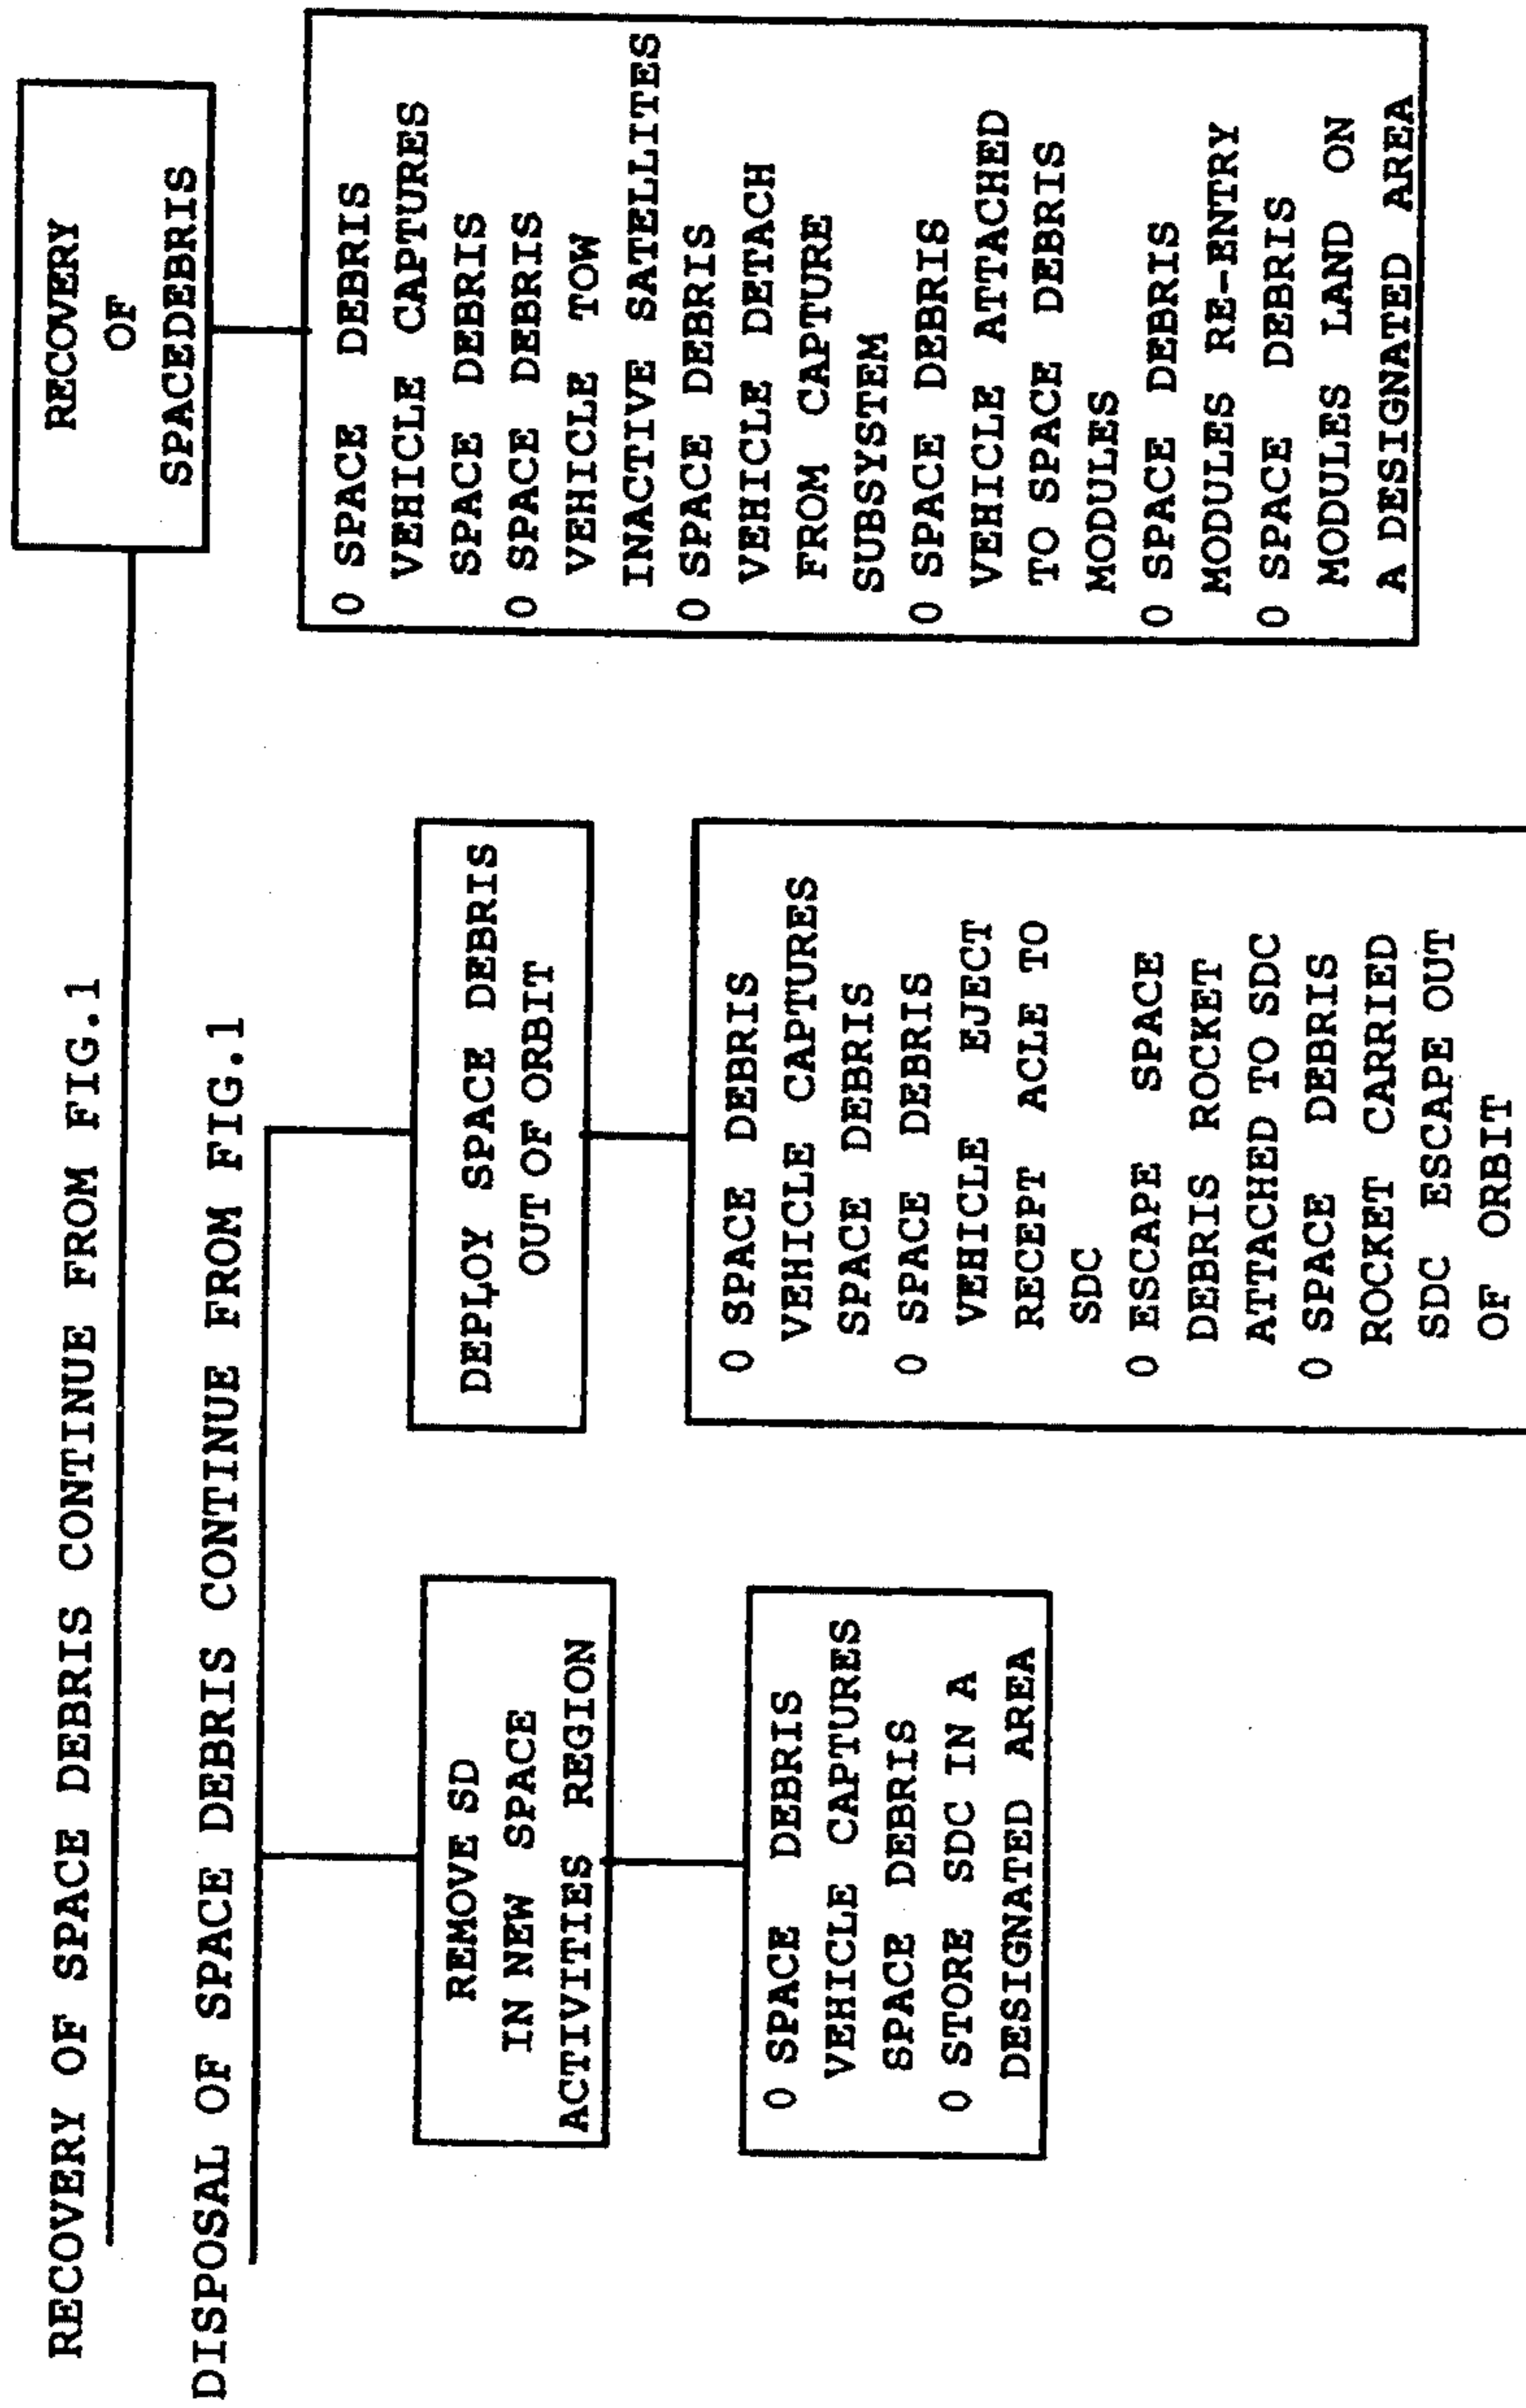 RECOVERY OF SPACE DEBRIS CONTINUE FROM FIG.1
RECOVERY
OF
SPACEDEBRIS
DISPOSAL OF SPACE DEBRIS CONTINUE FROM FIG.1
REMOVE SD
IN NEW SPACE
ACTIVITIES REGION
0 SPACE DEBRIS
VEHICLE CAPTURES
SPACE DEBRIS
0 STORE SDC IN A
DESIGNATED AREA
DEPLOY SPACE DEBRIS
OUT OF ORBIT
0 SPACE DEBRIS
VEHICLE CAPTURES
SPACE DEBRIS
0 SPACE DEBRIS
VEHICLE EJECT
RECEPT ACLE TO
SDC
0 ESCAPE SPACE
DEBRIS ROCKET
ATTACHED TO SDC
0 SPACE DEBRIS
ROCKET CARRIED
SDC ESCAPE OUT
OF ORBIT
0 SPACE DEBRIS
VEHICLE CAPTURES
SPACE DEBRIS
0 SPACE DEBRIS
VEHICLE TOW
INACTIVE SATELLITES
0 SPACE DEBRIS
VEHICLE DETACH
FROM CAPTURE
SUBSYSTEM
0 SPACE DEBRIS
VEHICLE ATTACHED
TO SPACE DEBRIS
MODULES
0 SPACE DEBRIS
MODULES RE-ENTRY
0 SPACE DEBRIS
MODULES LAND ON
A DESIGNATED AREA